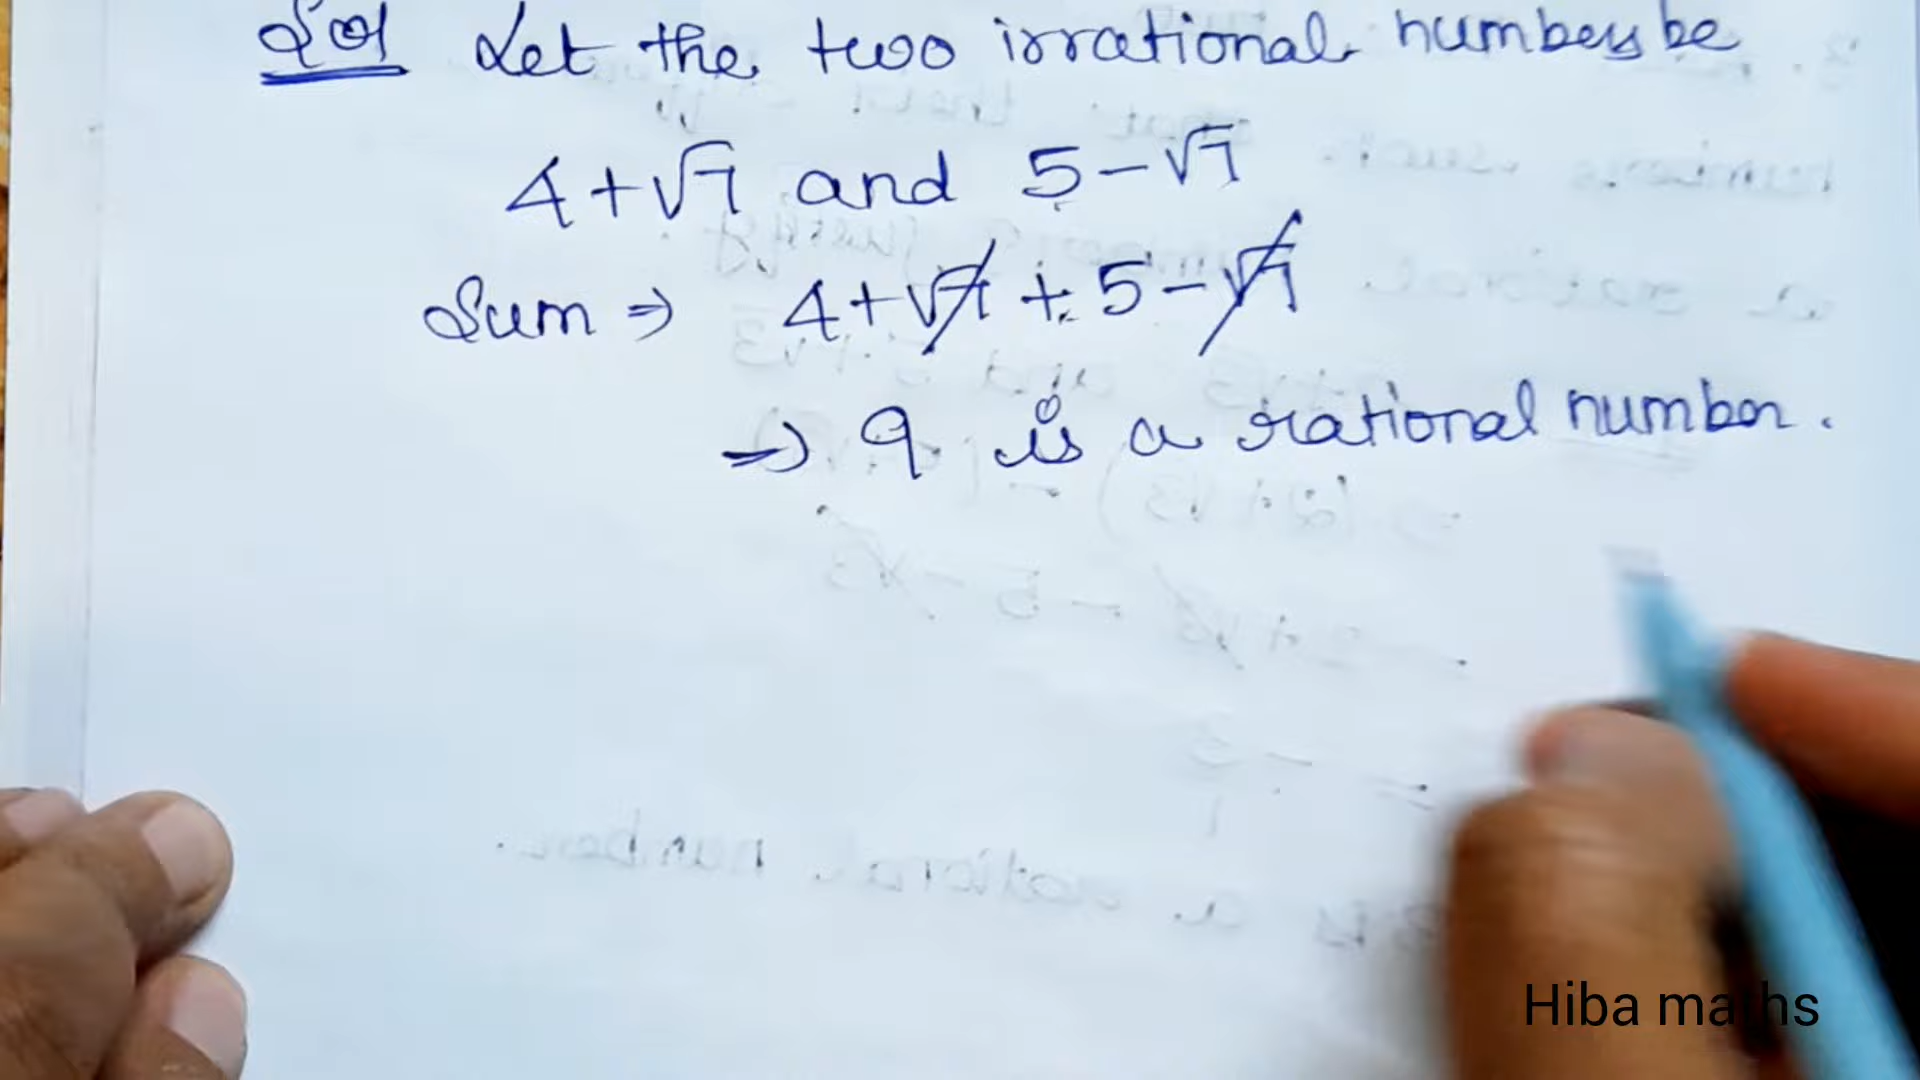 Sol Let the two irrational numbers be
4+√7 and 5-√7
Sum ⇒ 4+√7 + 5-√7
⇒ 9 is a rational number.
Hiba maths